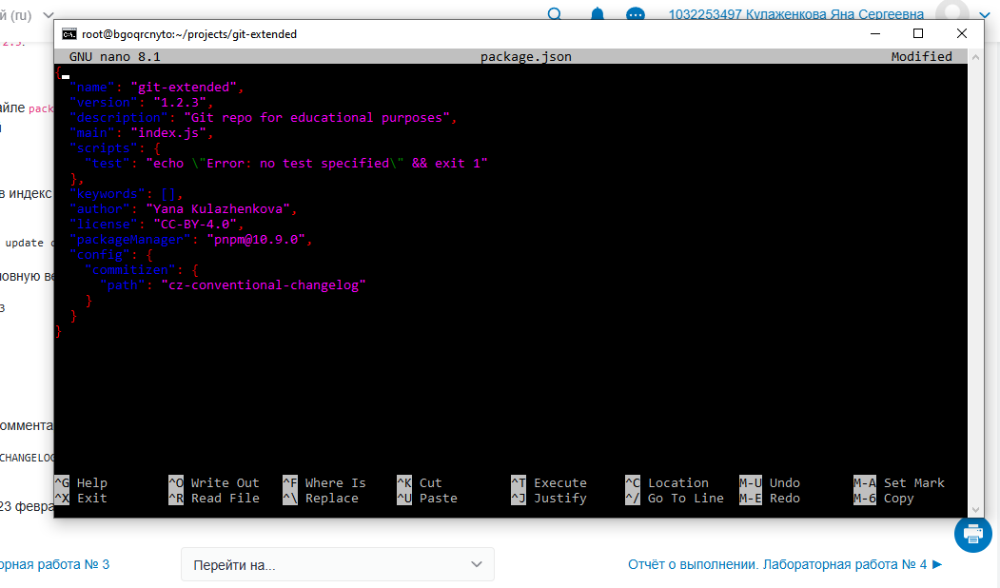 й (ru)
1032253497 Кулаженкова Яна Сергеевна
root@bgoqrcnyto:~/projects/git-extended
GNU nano 8.1 package.json Modified
{
"name": "git-extended",
"version": "1.2.3",
"description": "Git repo for educational purposes",
"main": "index.js",
"scripts": {
"test": "echo \"Error: no test specified\" && exit 1"
},
"keywords": [],
"author": "Yana Kulazhenkova",
"license": "CC-BY-4.0",
"packageManager": "pnpm@10.9.0",
"config": {
"commitizen": {
"path": "cz-conventional-changelog"
}
}
}
айле pack
в индекс
update c
ловную ве
3
коммента
CHANGELOG
23 февра
^G Help ^O Write Out ^F Where Is ^K Cut ^T Execute ^C Location M-U Undo M-A Set Mark
^X Exit ^R Read File ^\ Replace ^U Paste ^J Justify ^/ Go To Line M-E Redo M-6 Copy
орная работа № 3
Перейти на...
Отчёт о выполнении. Лабораторная работа № 4 ►